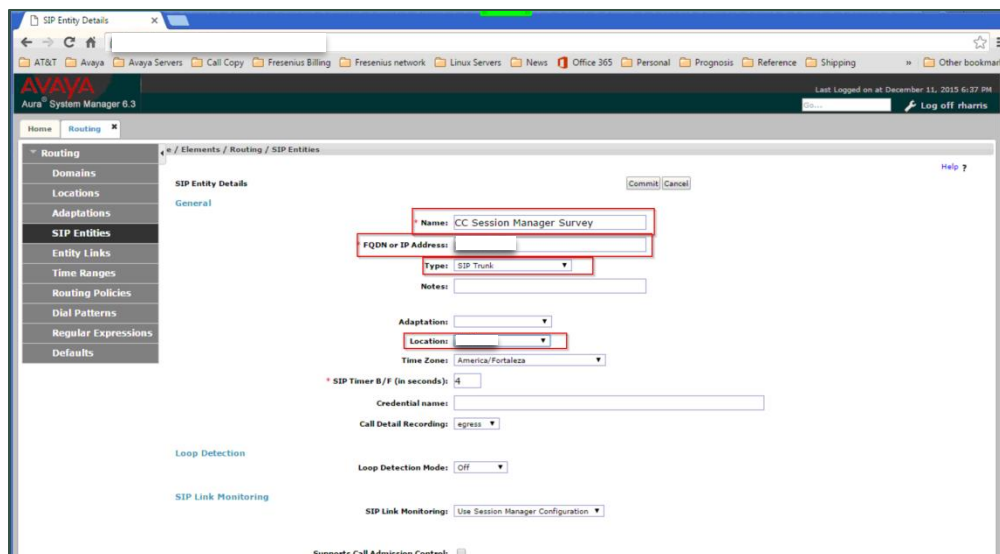 SIP Entity Details
AT&T Avaya Avaya Servers Call Copy Fresenius Billing Fresenius network Linux Servers News Office 365 Personal Prognosis Reference Shipping » Other bookmar
AVAYA
Last Logged on at December 11, 2015 6:37 PM
Aura® System Manager 6.3
Go... Log off rharris
Home Routing
Routing
e / Elements / Routing / SIP Entities
Help ?
Domains
SIP Entity Details
Commit Cancel
Locations
General
Adaptations
* Name: CC Session Manager Survey
SIP Entities
* FQDN or IP Address:
Entity Links
Type: SIP Trunk
Time Ranges
Notes:
Routing Policies
Dial Patterns
Adaptation:
Regular Expressions
Location:
Defaults
Time Zone: America/Fortaleza
* SIP Timer B/F (in seconds): 4
Credential name:
Call Detail Recording: egress
Loop Detection
Loop Detection Mode: Off
SIP Link Monitoring
SIP Link Monitoring: Use Session Manager Configuration
Supports Call Admission Control: